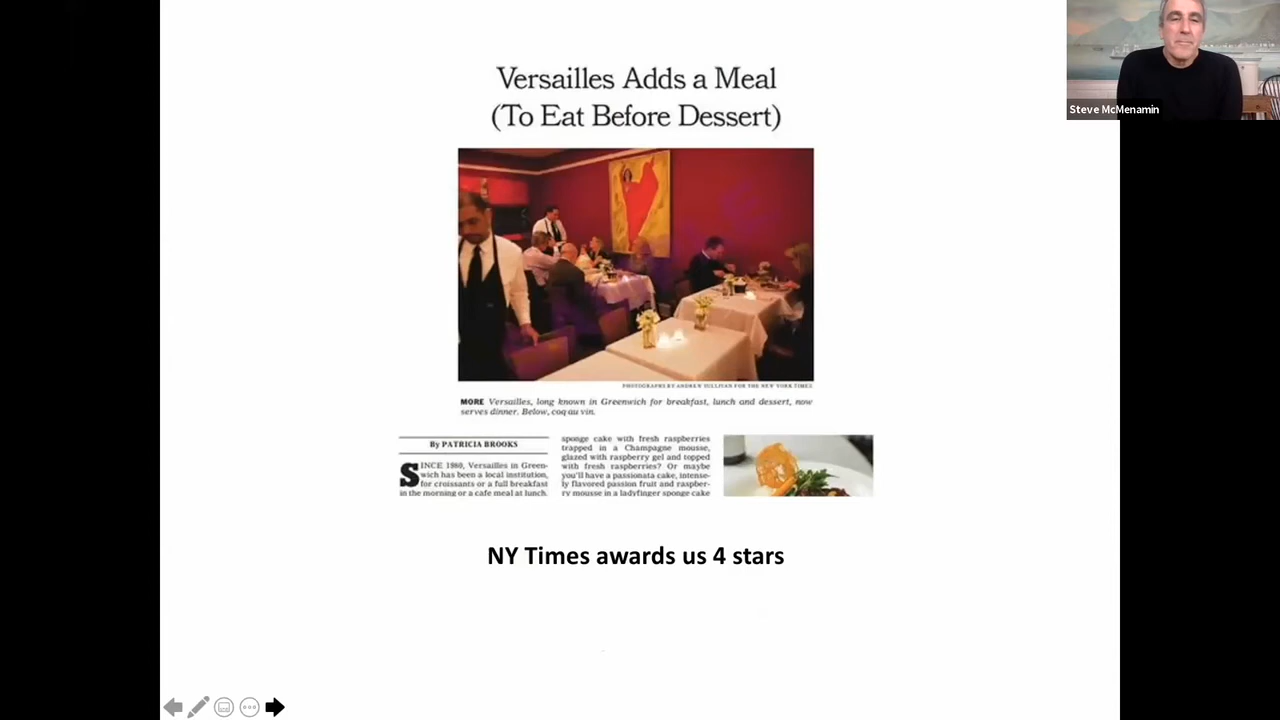 Steve McMenamin
Versailles Adds a Meal
(To Eat Before Dessert)
PHOTOGRAPHS BY ANDREW SULLIVAN FOR THE NEW YORK TIMES
MORE Versailles, long known in Greenwich for breakfast, lunch and dessert, now
serves dinner. Below, coq au vin.
By PATRICIA BROOKS
SINCE 1980, Versailles in Green-
wich has been a local institution,
for croissants or a full breakfast
in the morning or a cafe meal at lunch.
sponge cake with fresh raspberries
trapped in a Champagne mousse,
glazed with raspberry gel and topped
with fresh raspberries? Or maybe
you'll have a passionata cake, intense-
ly flavored passion fruit and raspber-
ry mousse in a ladyfinger sponge cake
NY Times awards us 4 stars